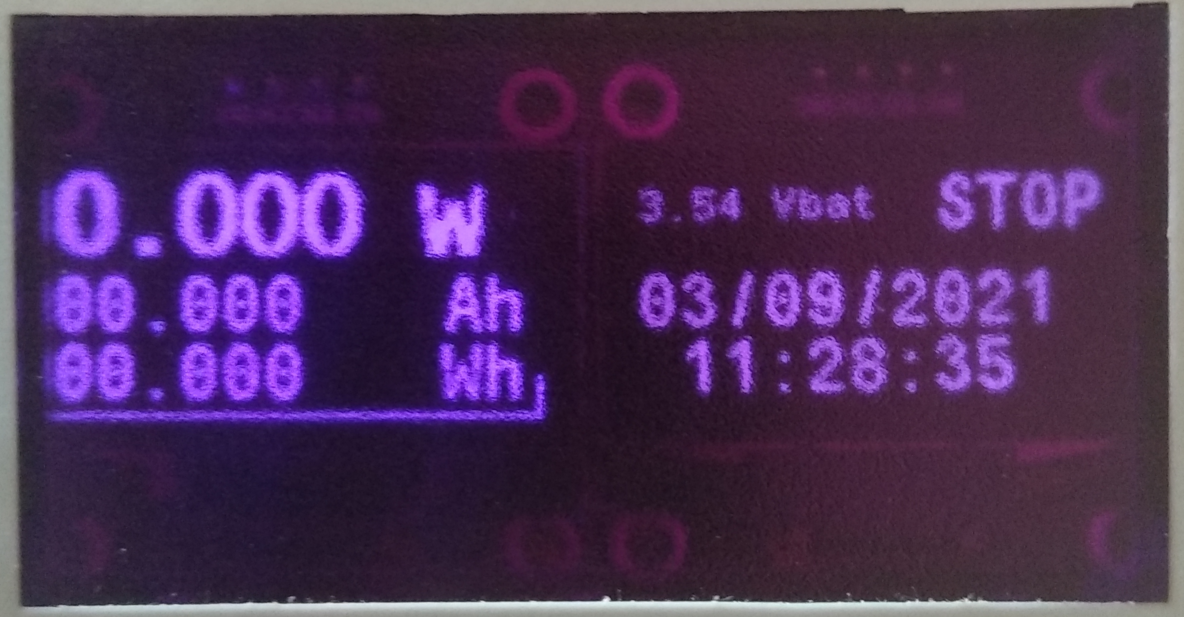 0.000 W
00.000 Ah
00.000 Wh
3.54 Vbat STOP
03/09/2021
11:28:35